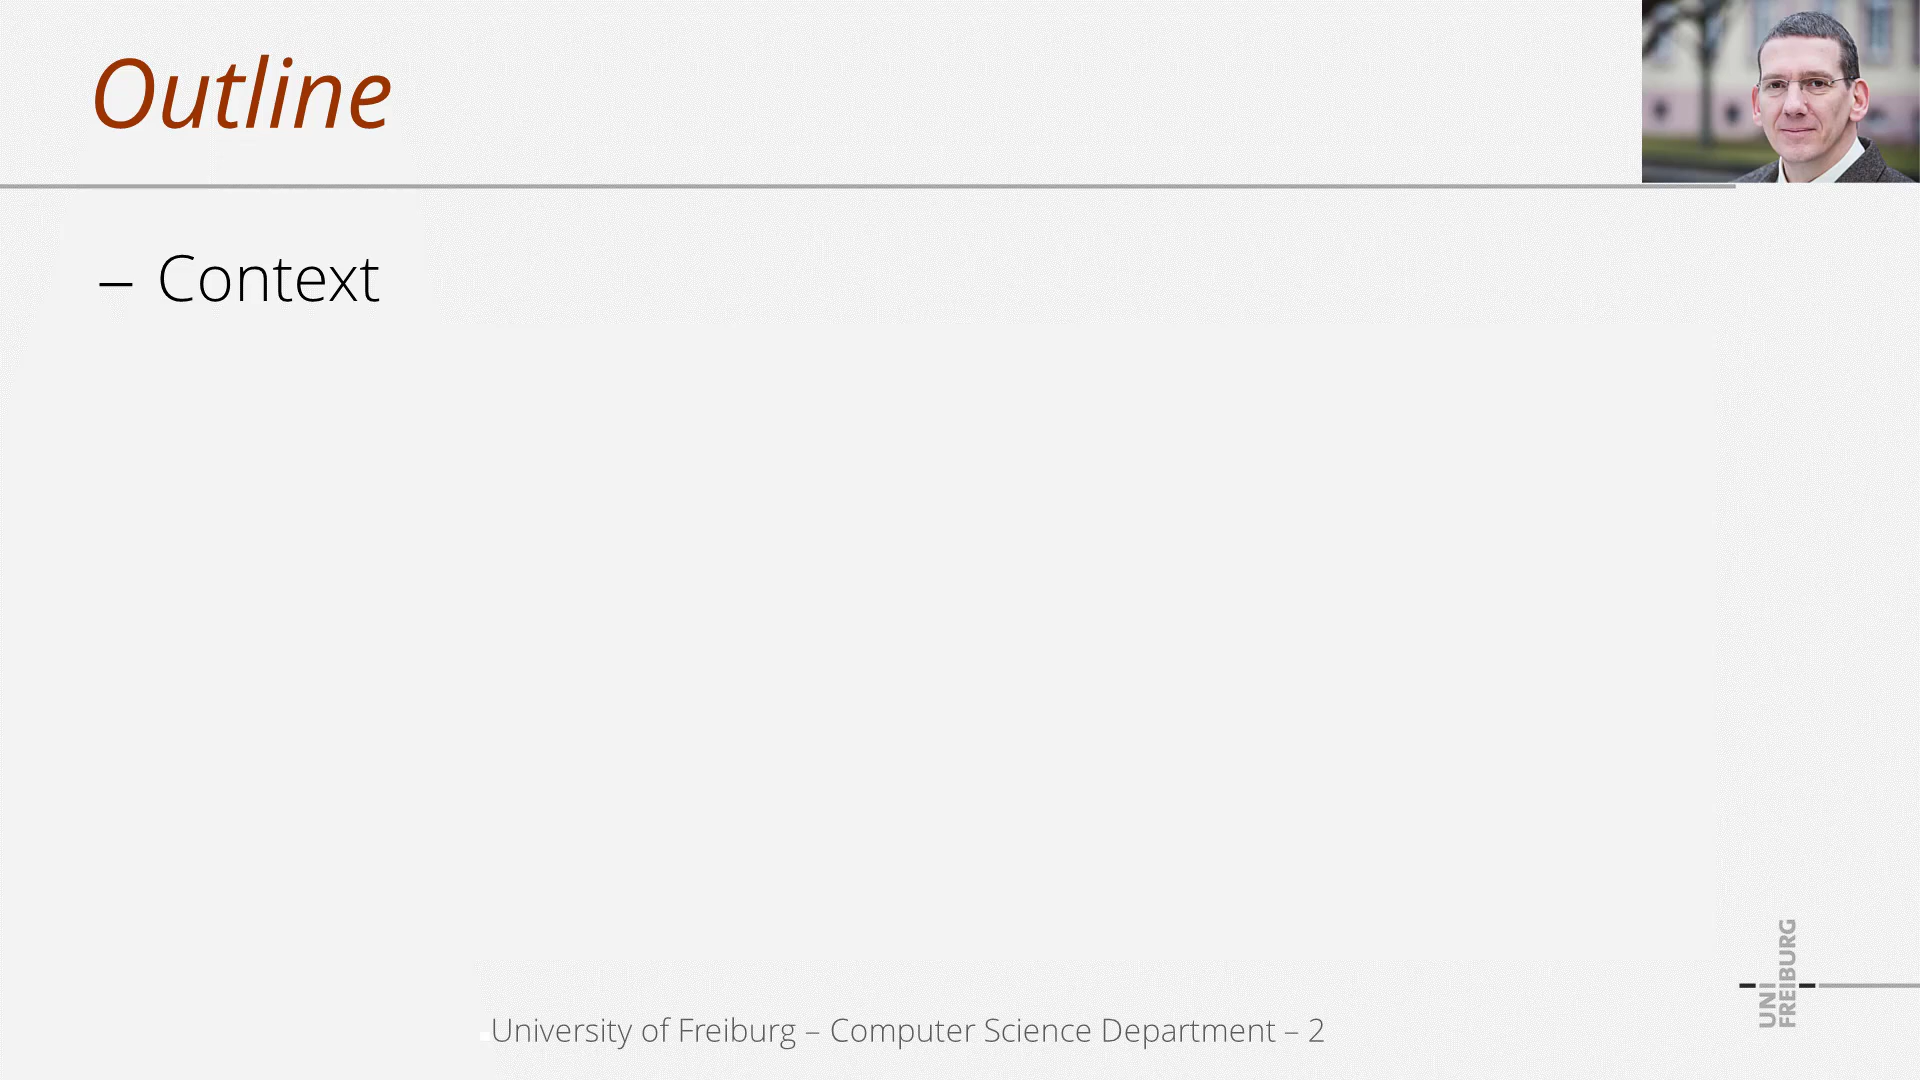 Outline
– Context
University of Freiburg – Computer Science Department – 2
UNI
FREIBURG